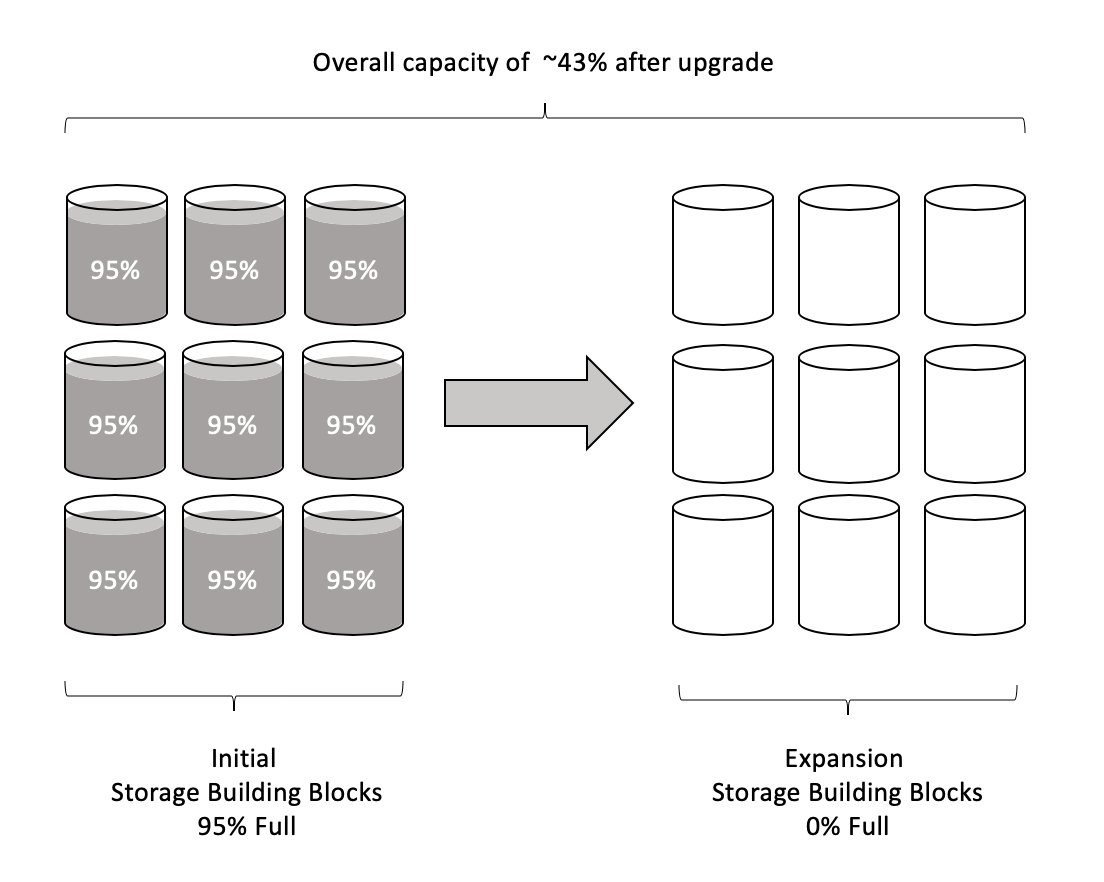 Overall capacity of ~43% after upgrade
95% 95% 95%
95% 95% 95%
95% 95% 95%
Initial
Storage Building Blocks
95% Full
Expansion
Storage Building Blocks
0% Full